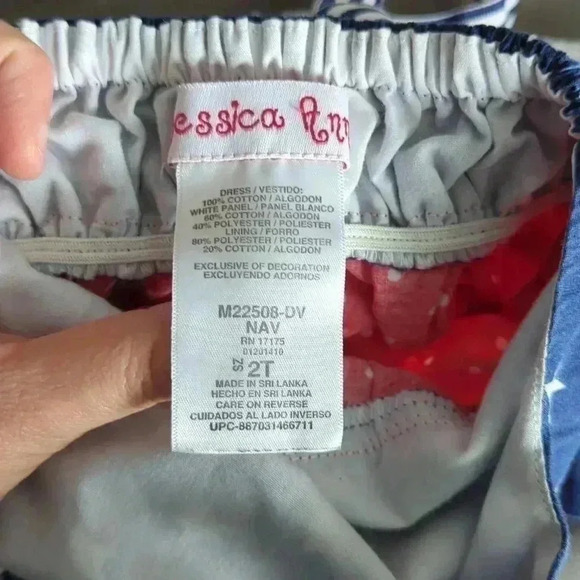 essica Ann
DRESS / VESTIDO:
100% COTTON / ALGODON
WHITE PANEL / PANEL BLANCO
60% COTTON / ALGODON
40% POLYESTER / POLIESTER
LINING / FORRO
80% POLYESTER / POLIESTER
20% COTTON / ALGODON
EXCLUSIVE OF DECORATION
EXCLUYENDO ADORNOS
M22508-DV
NAV
RN 17175
01201410
SZ 2T
MADE IN SRI LANKA
HECHO EN SRI LANKA
CARE ON REVERSE
CUIDADOS AL LADO INVERSO
UPC-887031466711